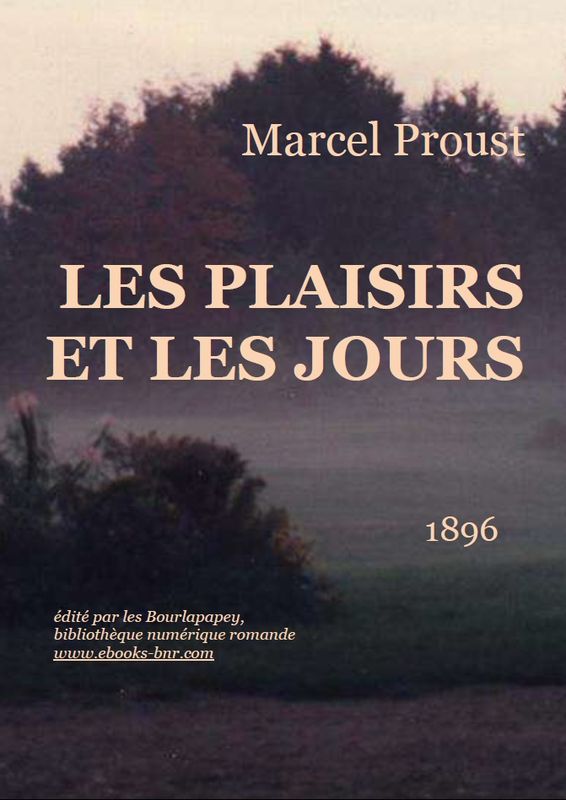 Marcel Proust
LES PLAISIRS
ET LES JOURS
1896
édité par les Bourlapapey,
bibliothèque numérique romande
www.ebooks-bnr.com